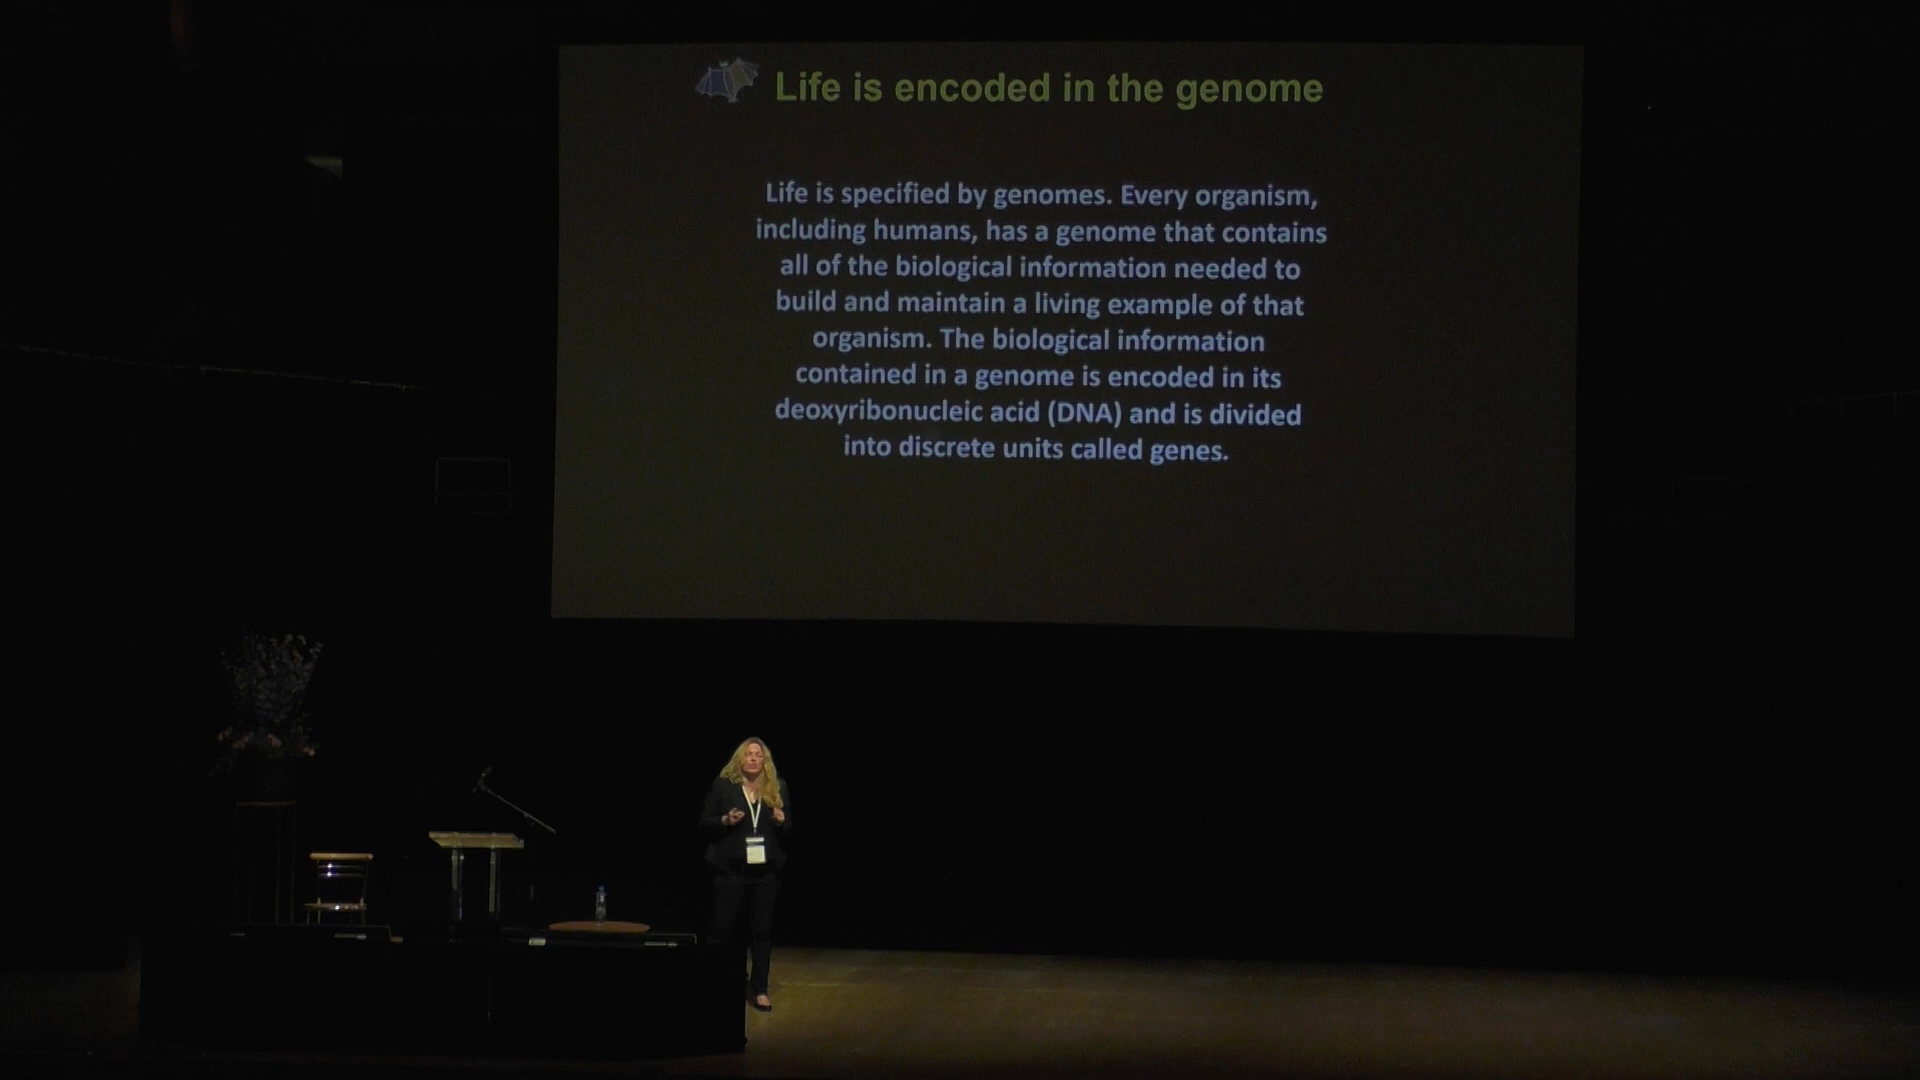 Life is encoded in the genome
Life is specified by genomes. Every organism,
including humans, has a genome that contains
all of the biological information needed to
build and maintain a living example of that
organism. The biological information
contained in a genome is encoded in its
deoxyribonucleic acid (DNA) and is divided
into discrete units called genes.